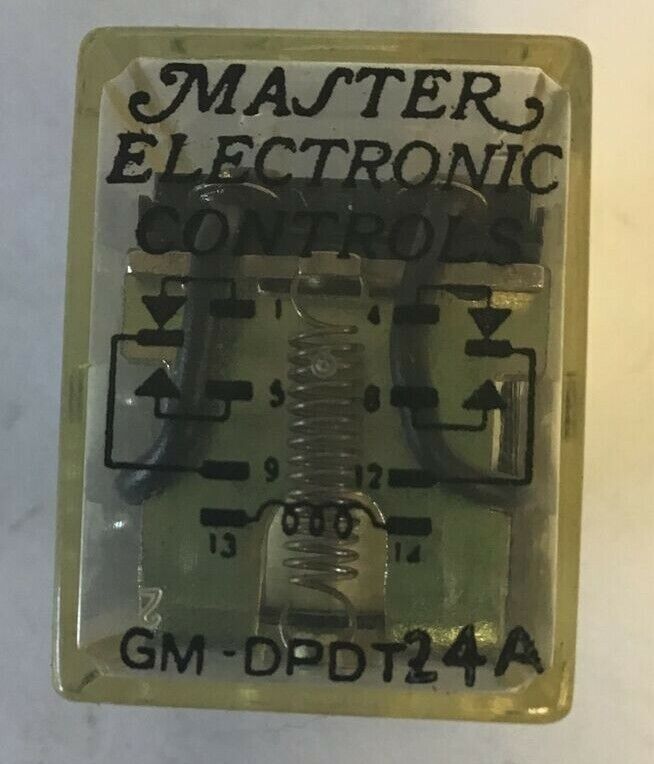 MASTER
ELECTRONIC
CONTROLS
1 4
5 8
9 12
13 14
GM-DPDT24A